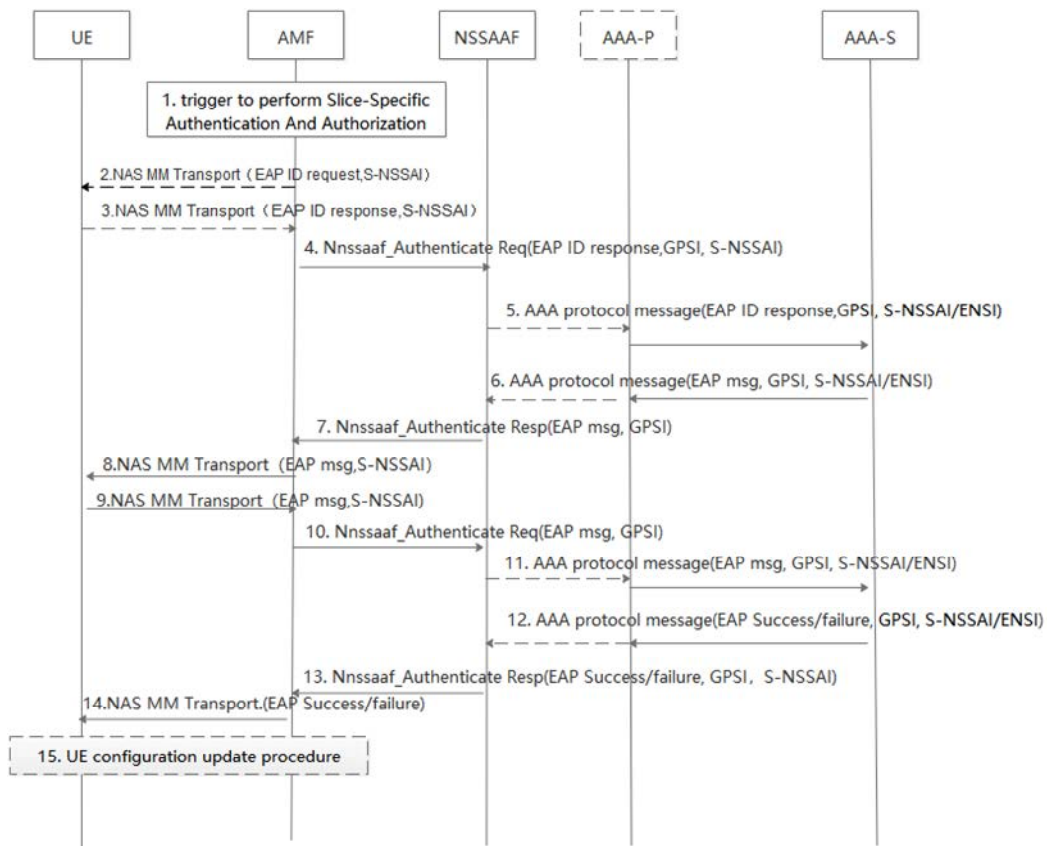 UE
AMF
NSSAAF
AAA-P
AAA-S
1. trigger to perform Slice-Specific
Authentication And Authorization
2.NAS MM Transport（EAP ID request,S-NSSAI）
3.NAS MM Transport（EAP ID response,S-NSSAI）
4. Nnssaaf_Authenticate Req(EAP ID response,GPSI, S-NSSAI)
5. AAA protocol message(EAP ID response,GPSI, S-NSSAI/ENSI)
6. AAA protocol message(EAP msg, GPSI, S-NSSAI/ENSI)
7. Nnssaaf_Authenticate Resp(EAP msg, GPSI)
8.NAS MM Transport（EAP msg,S-NSSAI）
9.NAS MM Transport（EAP msg,S-NSSAI)
10. Nnssaaf_Authenticate Req(EAP msg, GPSI)
11. AAA protocol message(EAP msg, GPSI, S-NSSAI/ENSI)
12. AAA protocol message(EAP Success/failure, GPSI, S-NSSAI/ENSI)
13. Nnssaaf_Authenticate Resp(EAP Success/failure, GPSI，S-NSSAI)
14.NAS MM Transport.(EAP Success/failure)
15. UE configuration update procedure